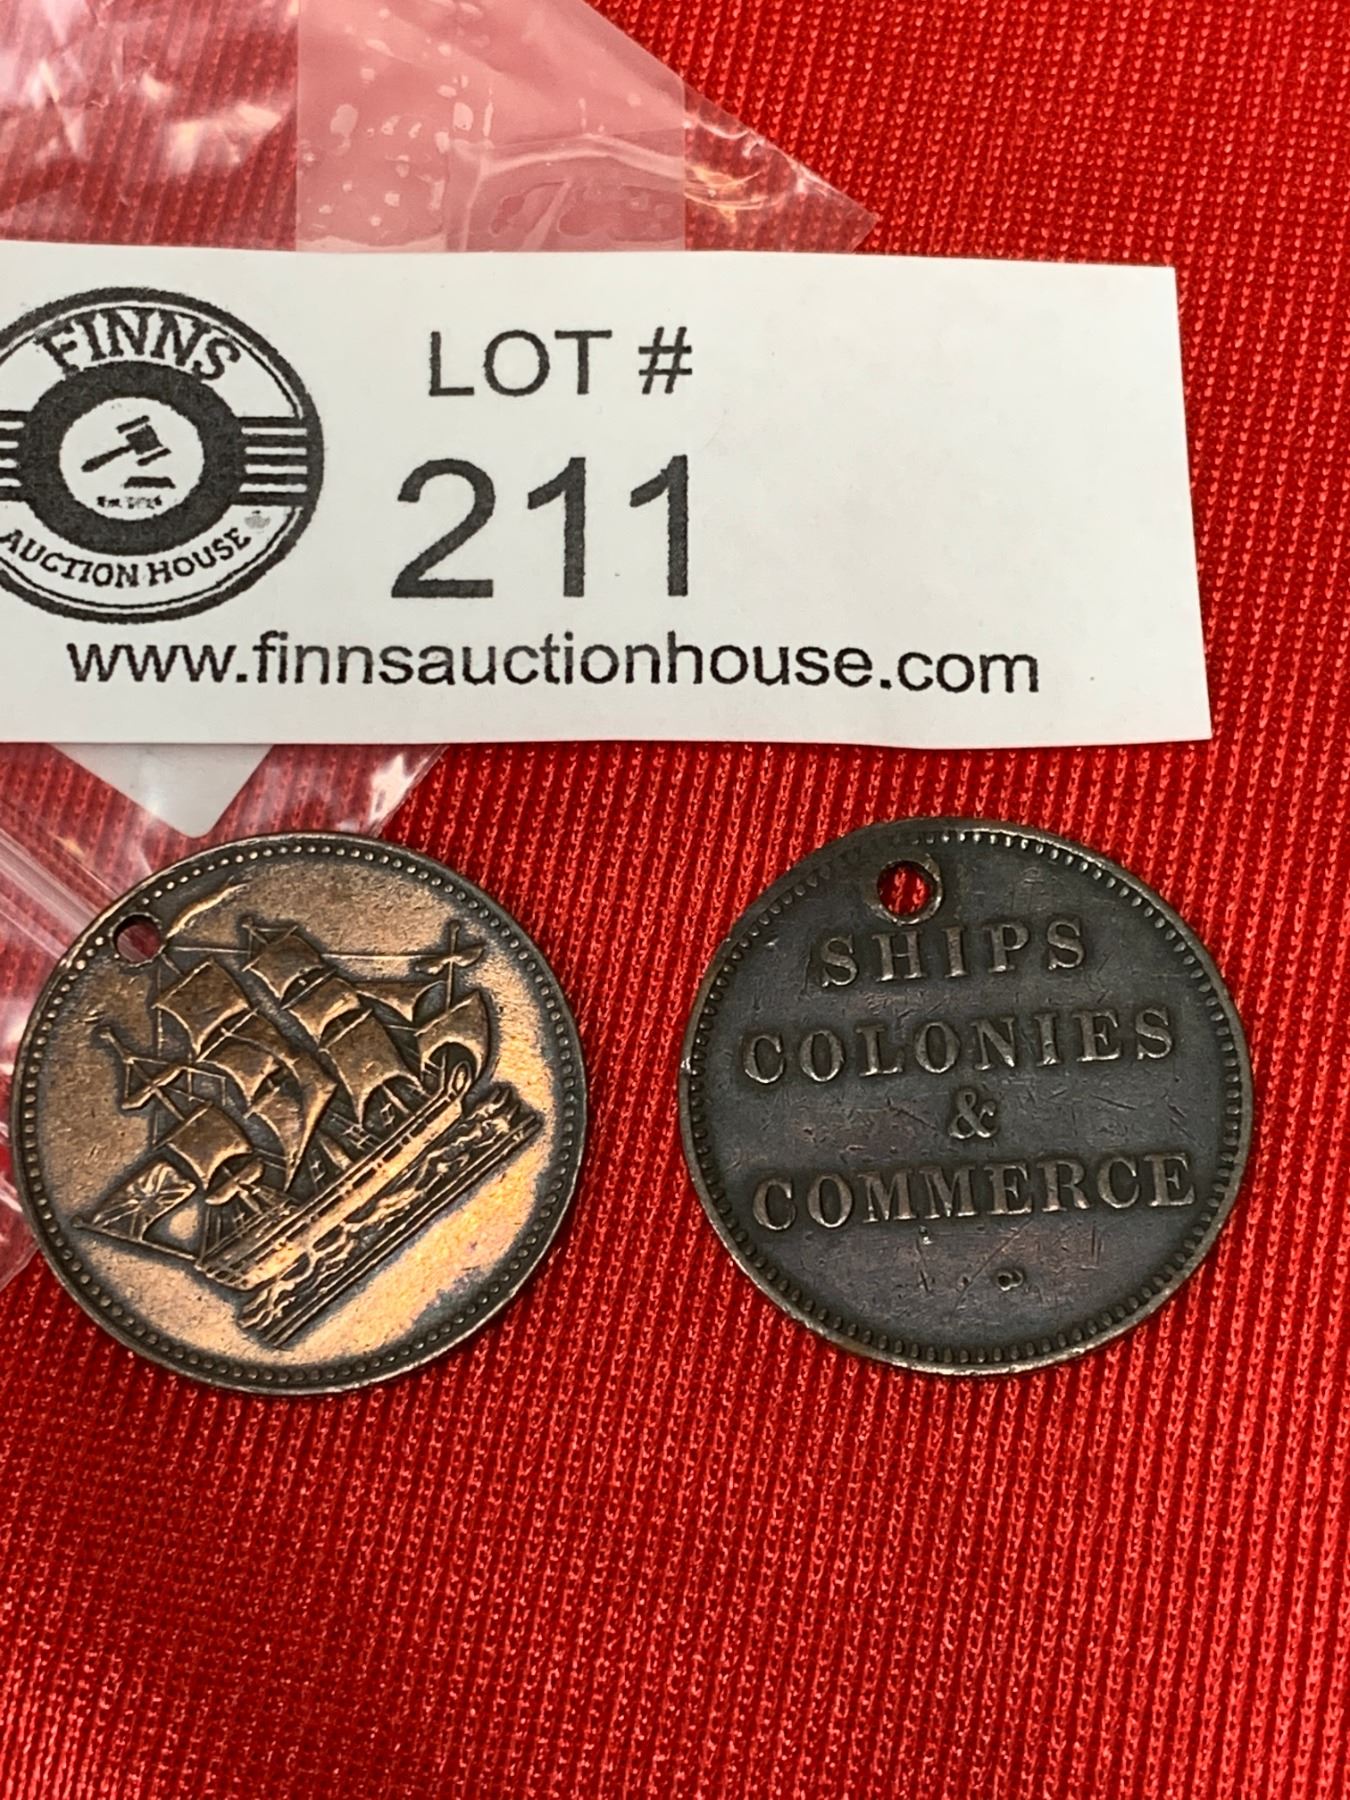 FINNS
AUCTION HOUSE
LOT #
211
www.finnsauctionhouse.com
SHIPS
COLONIES
&
COMMERCE